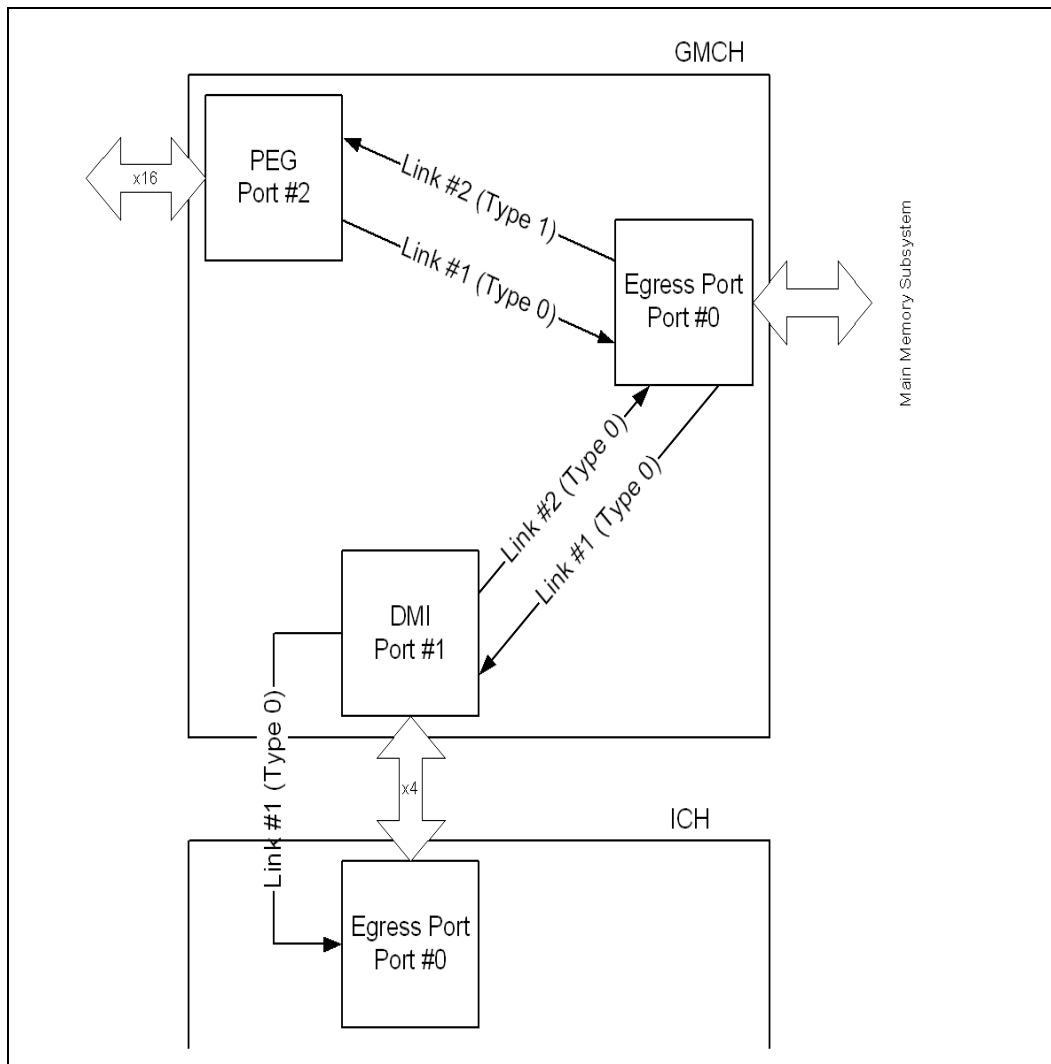 GMCH
PEG
Port #2
x16
Link #2 (Type 1)
Link #1 (Type 0)
Egress Port
Port #0
Main Memory Subsystem
Link #2 (Type 0)
Link #1 (Type 0)
DMI
Port #1
Link #1 (Type 0)
x4
ICH
Egress Port
Port #0